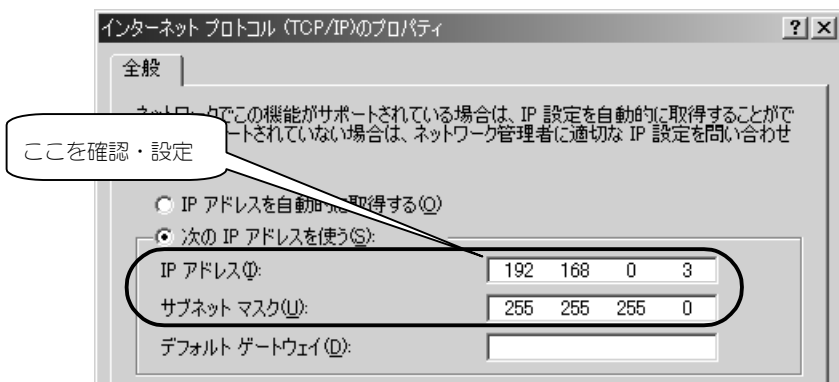 インターネット プロトコル (TCP/IP)のプロパティ
? ×
全般
ネットワークでこの機能がサポートされている場合は、IP 設定を自動的に取得することがで
ートされていない場合は、ネットワーク管理者に適切な IP 設定を問い合わせ
ここを確認・設定
IP アドレスを自動的に取得する(O)
次の IP アドレスを使う(S):
IP アドレス(I): 192 168 0 3
サブネット マスク(U): 255 255 255 0
デフォルト ゲートウェイ(D):